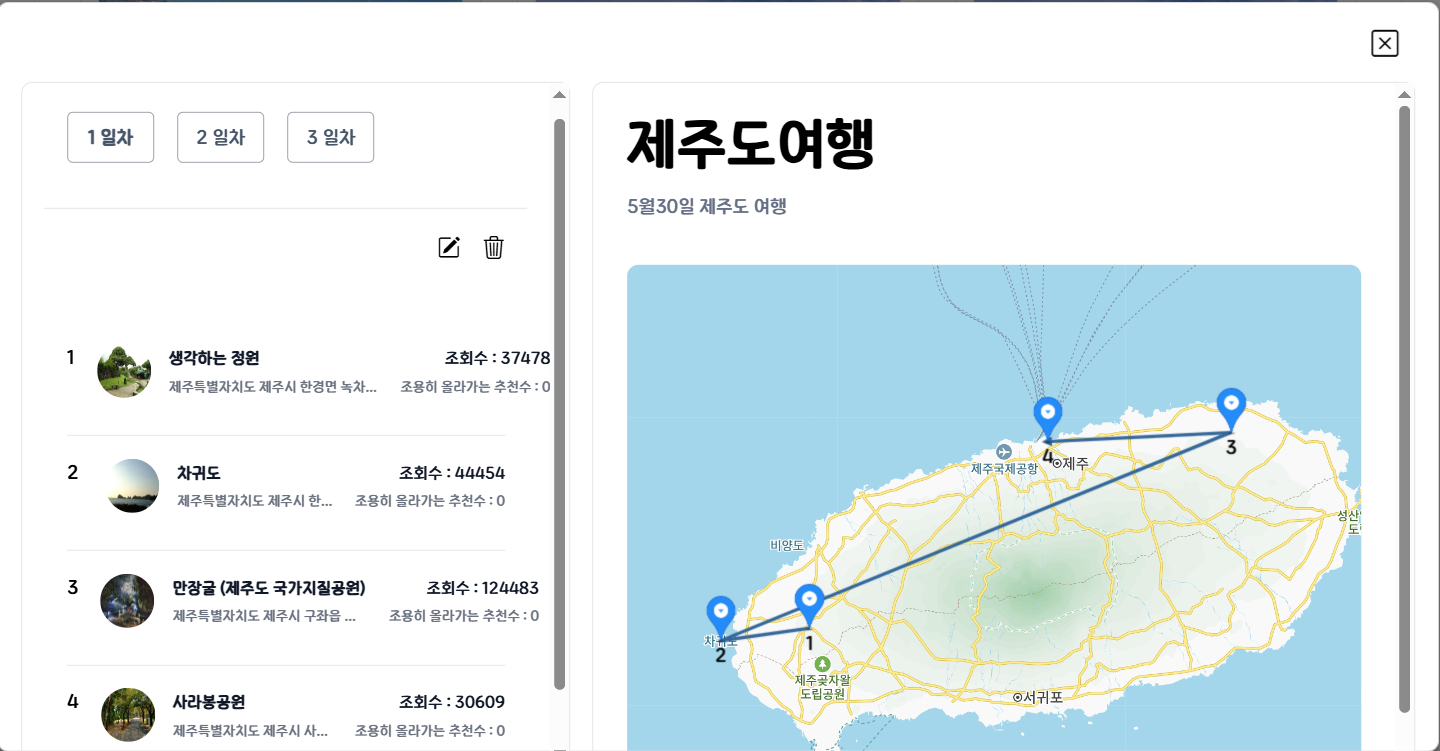 1 일차
2 일차
3 일차
1
생각하는 정원
조회수 : 37478
제주특별자치도 제주시 한경면 녹차...
조용히 올라가는 추천수 : 0
2
차귀도
조회수 : 44454
제주특별자치도 제주시 한...
조용히 올라가는 추천수 : 0
3
만장굴 (제주도 국가지질공원)
조회수 : 124483
제주특별자치도 제주시 구좌읍 ...
조용히 올라가는 추천수 : 0
4
사라봉공원
조회수 : 30609
제주특별자치도 제주시 사...
조용히 올라가는 추천수 : 0
제주도여행
5월30일 제주도 여행
3
4
제주
제주국제공항
성산
비양도
차귀도
1
2
제주곶자왈
도립공원
서귀포